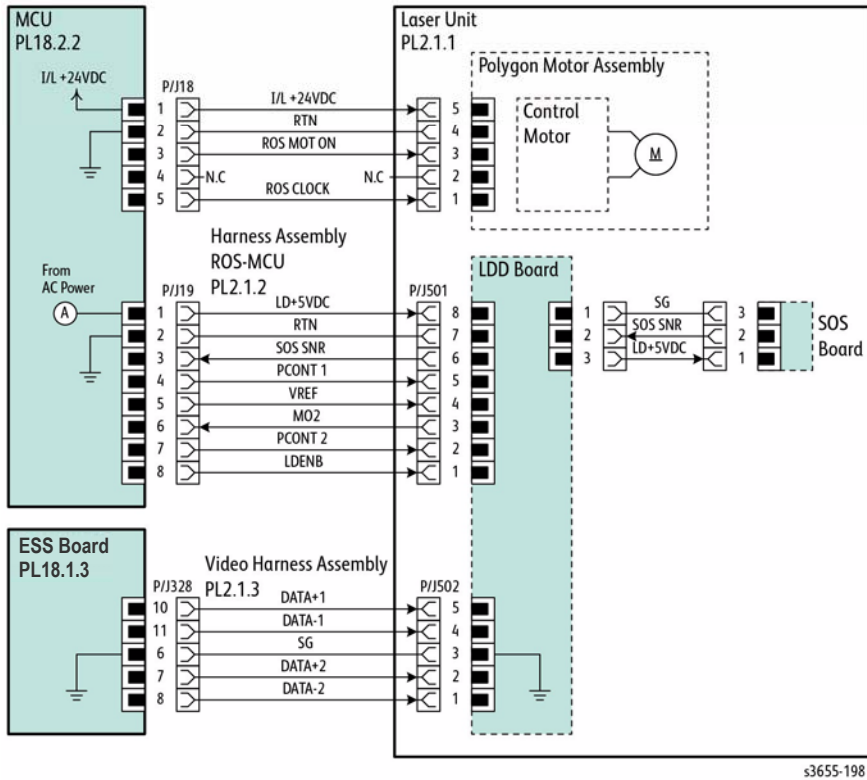 MCU
PL18.2.2
I/L +24VDC
P/J18
1
2
3
4
5
I/L +24VDC
RTN
ROS MOT ON
N.C
N.C
ROS CLOCK
Laser Unit
PL2.1.1
5
4
3
2
1
Polygon Motor Assembly
Control
Motor
M
Harness Assembly
ROS-MCU
PL2.1.2
From
AC Power
A
P/J19
1
2
3
4
5
6
7
8
LD+5VDC
RTN
SOS SNR
PCONT 1
VREF
MO2
PCONT 2
LDENB
P/J501
8
7
6
5
4
3
2
1
LDD Board
1
2
3
SG
SOS SNR
LD+5VDC
3
2
1
SOS
Board
ESS Board
PL18.1.3
Video Harness Assembly
PL2.1.3
P/J328
10
11
6
7
8
DATA+1
DATA-1
SG
DATA+2
DATA-2
P/J502
5
4
3
2
1
s3655-198